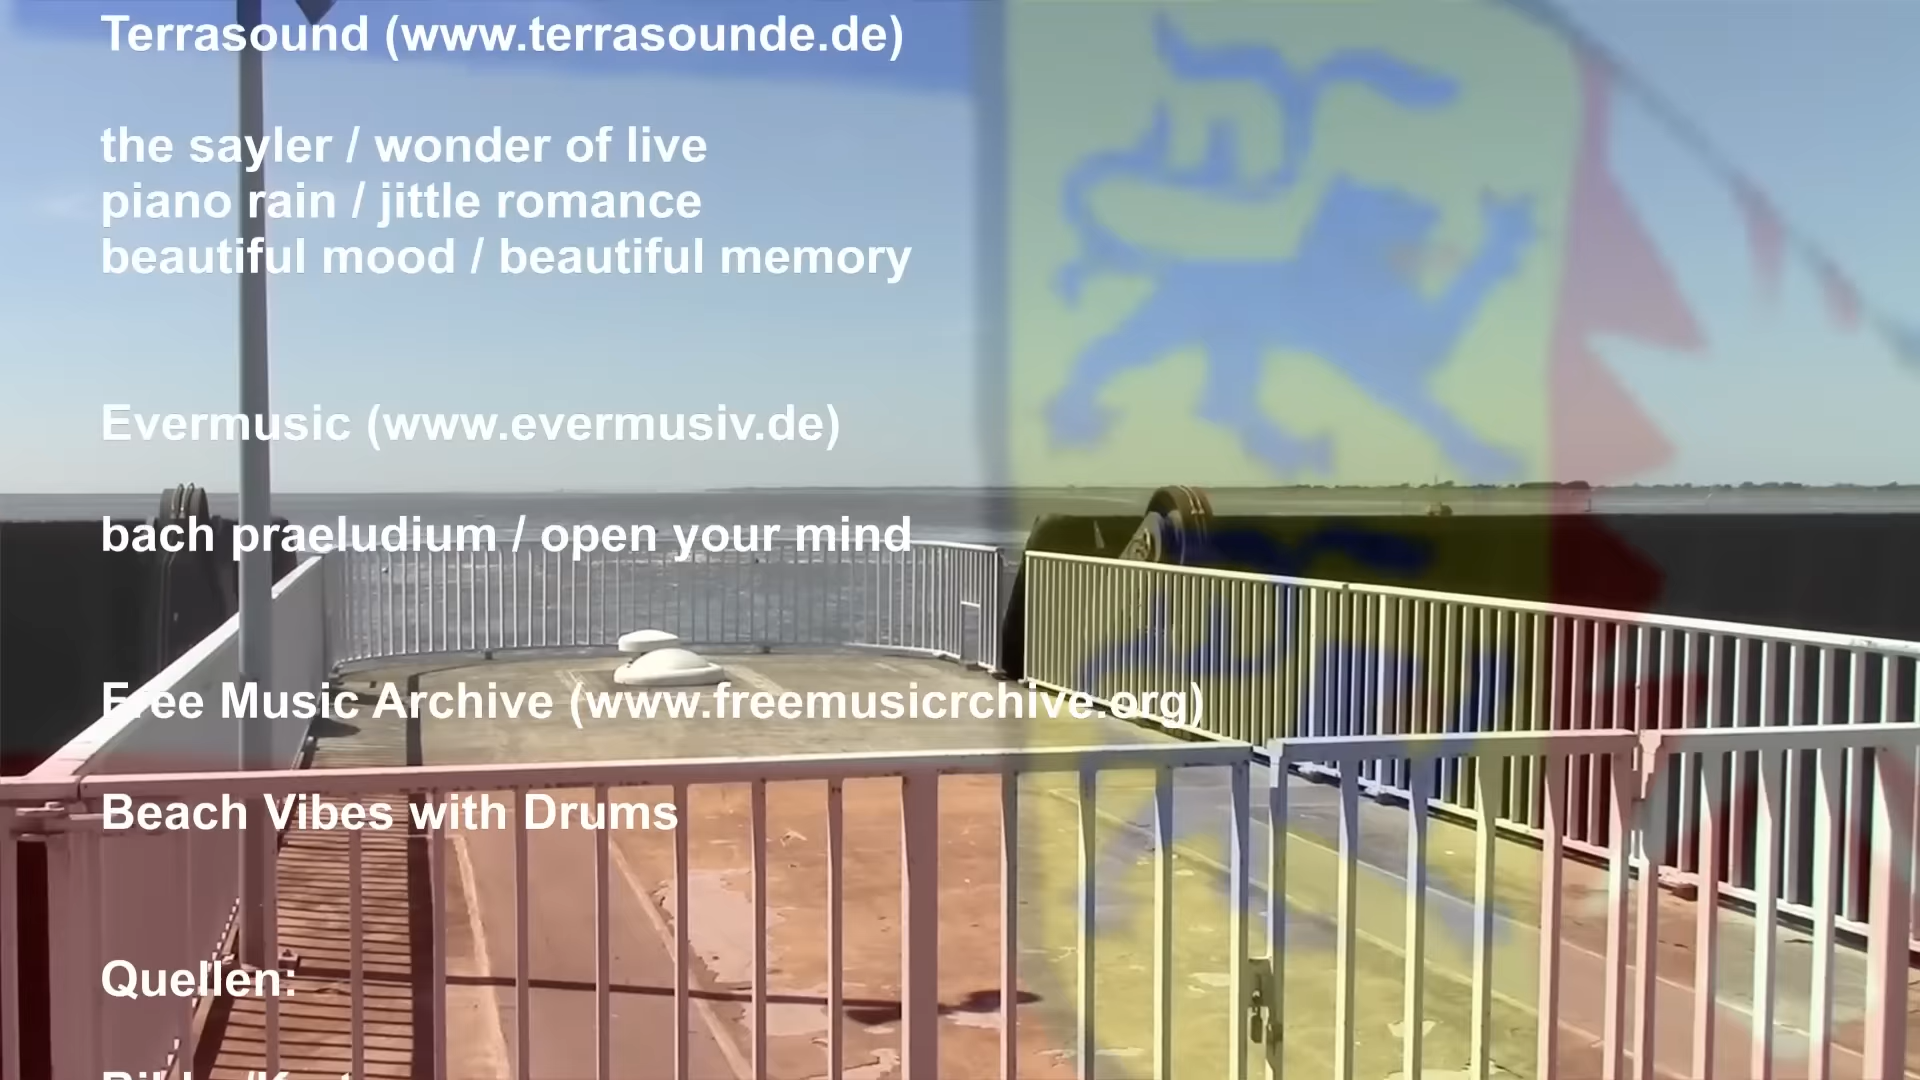 Terrasound (www.terrasounde.de)
the sayler / wonder of live
piano rain / jittle romance
beautiful mood / beautiful memory
Evermusic (www.evermusiv.de)
bach praeludium / open your mind
Free Music Archive (www.freemusicrchive.org)
Beach Vibes with Drums
Quellen: